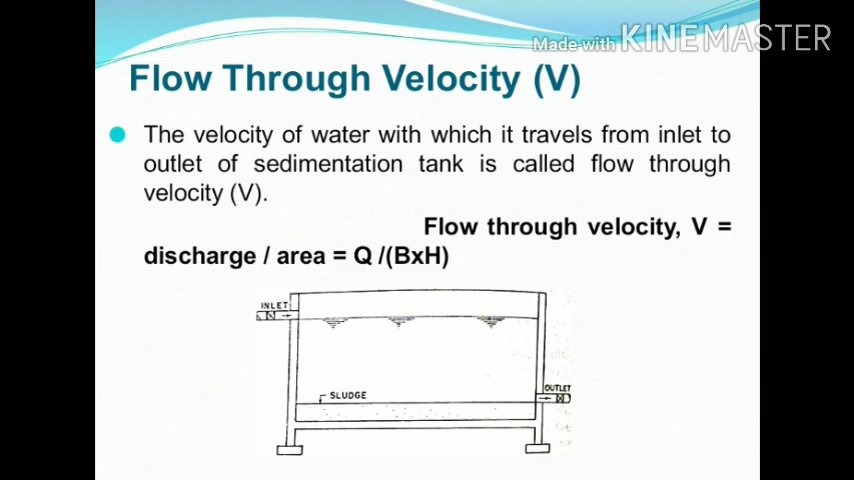 Made with KINEMASTER
Flow Through Velocity (V)
The velocity of water with which it travels from inlet to
outlet of sedimentation tank is called flow through
velocity (V).
Flow through velocity, V =
discharge / area = Q /(BxH)
INLET
SLUDGE
OUTLET